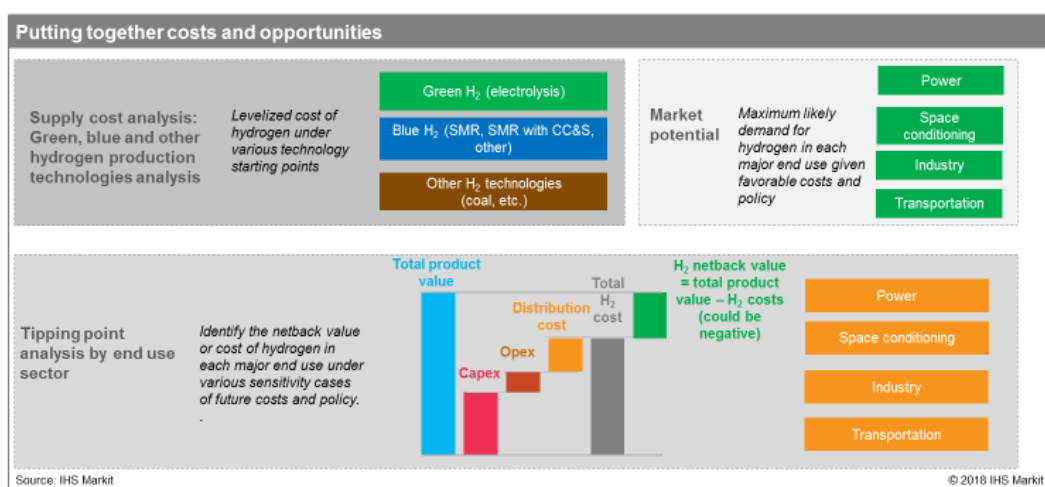 Putting together costs and opportunities
Supply cost analysis:
Green, blue and other
hydrogen production
technologies analysis
Levelized cost of
hydrogen under
various technology
starting points
Green H₂ (electrolysis)
Blue H₂ (SMR, SMR with CC&S,
other)
Other H₂ technologies
(coal, etc.)
Market
potential
Maximum likely
demand for
hydrogen in each
major end use given
favorable costs and
policy
Power
Space
conditioning
Industry
Transportation
Tipping point
analysis by end use
sector
Identify the netback value
or cost of hydrogen in
each major end use under
various sensitivity cases
of future costs and policy.
.
Total product
value
Capex
Opex
Distribution
cost
Total
H₂
cost
H₂ netback value
= total product
value – H₂ costs
(could be
negative)
Power
Space conditioning
Industry
Transportation
Source: IHS Markit
© 2018 IHS Markit